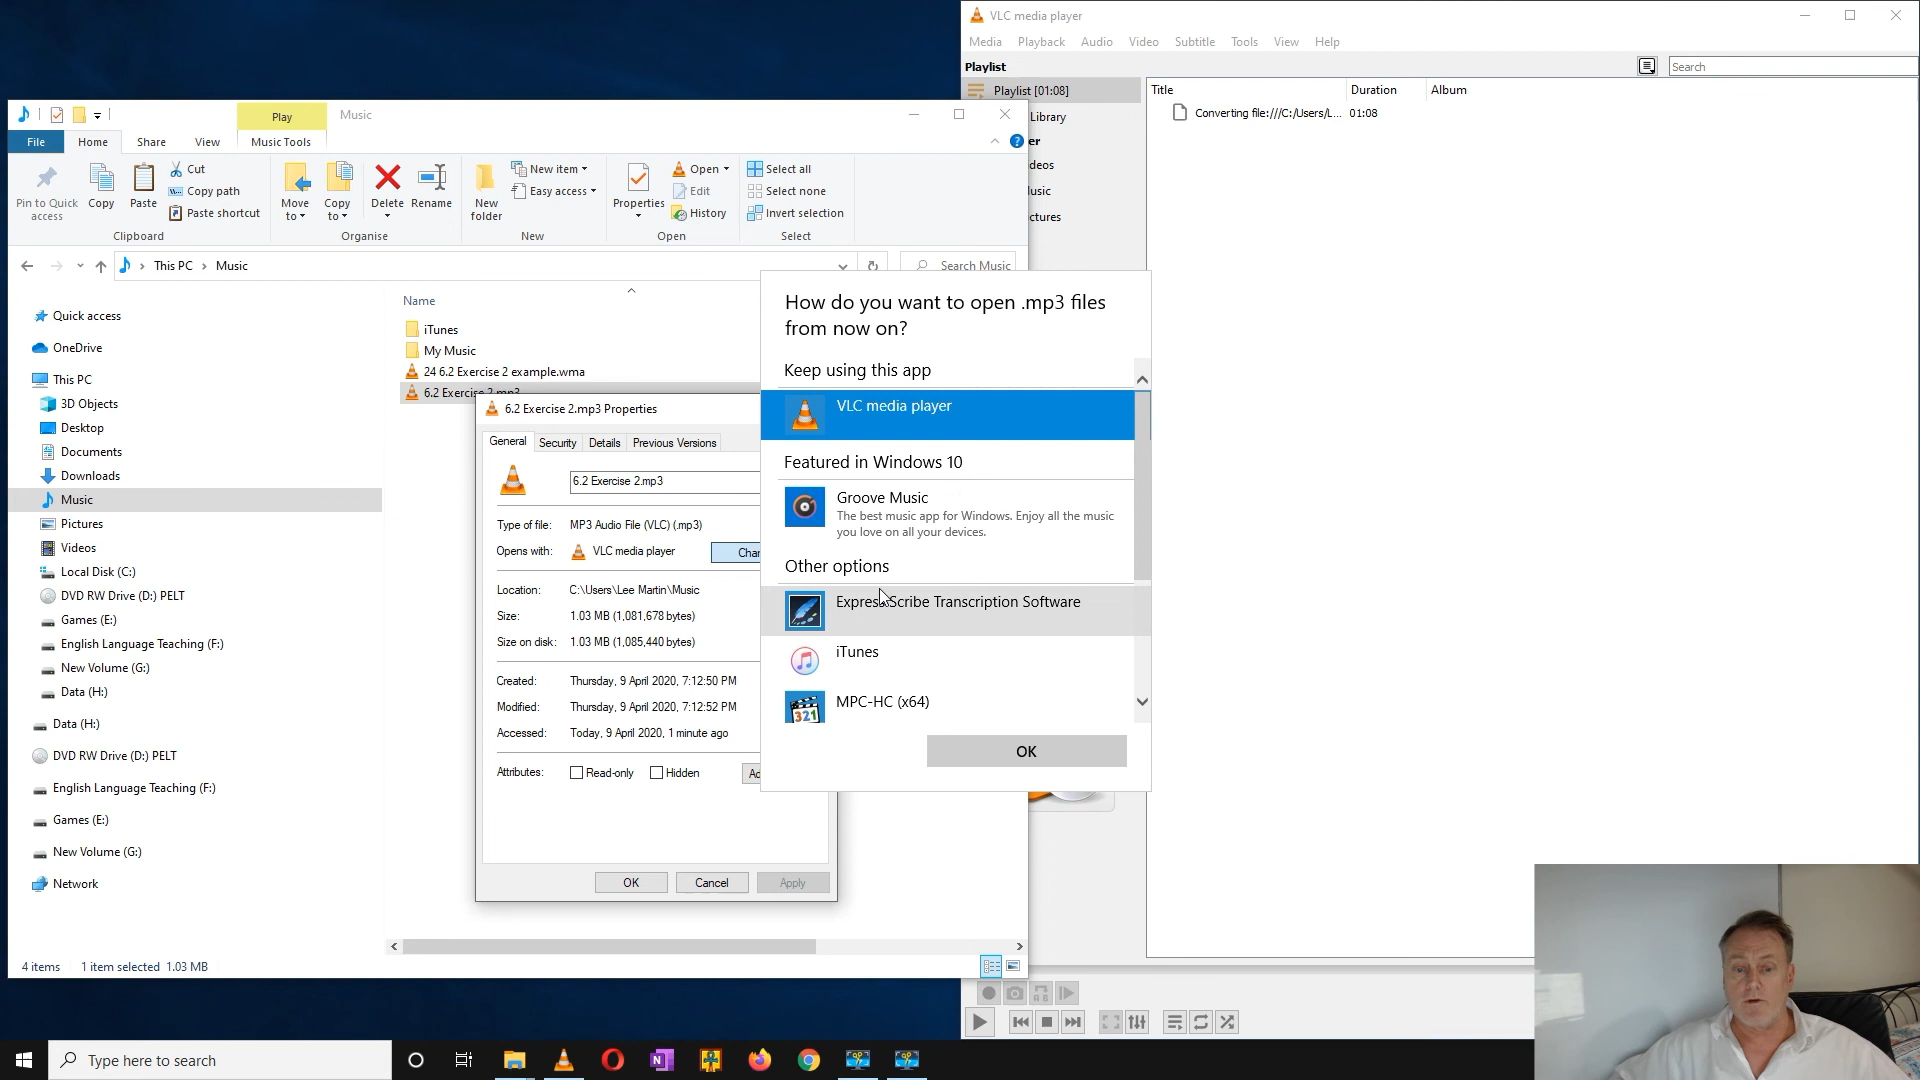 VLC media player
Media Playback Audio Video Subtitle Tools View Help
Playlist
Search
Playlist [01:08]
Library
er
deos
usic
ctures
Title Duration Album
Converting file:///C:/Users/L... 01:08
Play
Music
File Home Share View Music Tools
Pin to Quick access
Copy
Paste
Cut
Copy path
Paste shortcut
Clipboard
Move to
Copy to
Delete
Rename
Organise
New folder
New item
Easy access
New
Properties
Open
Edit
History
Open
Select all
Select none
Invert selection
Select
This PC > Music
Search Music
Quick access
OneDrive
This PC
3D Objects
Desktop
Documents
Downloads
Music
Pictures
Videos
Local Disk (C:)
DVD RW Drive (D:) PELT
Games (E:)
English Language Teaching (F:)
New Volume (G:)
Data (H:)
Data (H:)
DVD RW Drive (D:) PELT
English Language Teaching (F:)
Games (E:)
New Volume (G:)
Network
Name
iTunes
My Music
24 6.2 Exercise 2 example.wma
6.2 Exercise 2.mp3
6.2 Exercise 2.mp3 Properties
General Security Details Previous Versions
6.2 Exercise 2.mp3
Type of file: MP3 Audio File (VLC) (.mp3)
Opens with: VLC media player Char
Location: C:\Users\Lee Martin\Music
Size: 1.03 MB (1,081,678 bytes)
Size on disk: 1.03 MB (1,085,440 bytes)
Created: Thursday, 9 April 2020, 7:12:50 PM
Modified: Thursday, 9 April 2020, 7:12:52 PM
Accessed: Today, 9 April 2020, 1 minute ago
Attributes: Read-only Hidden Ad
OK Cancel Apply
How do you want to open .mp3 files
from now on?
Keep using this app
VLC media player
Featured in Windows 10
Groove Music
The best music app for Windows. Enjoy all the music
you love on all your devices.
Other options
Express Scribe Transcription Software
iTunes
321
MPC-HC (x64)
OK
4 items 1 item selected 1.03 MB
Type here to search